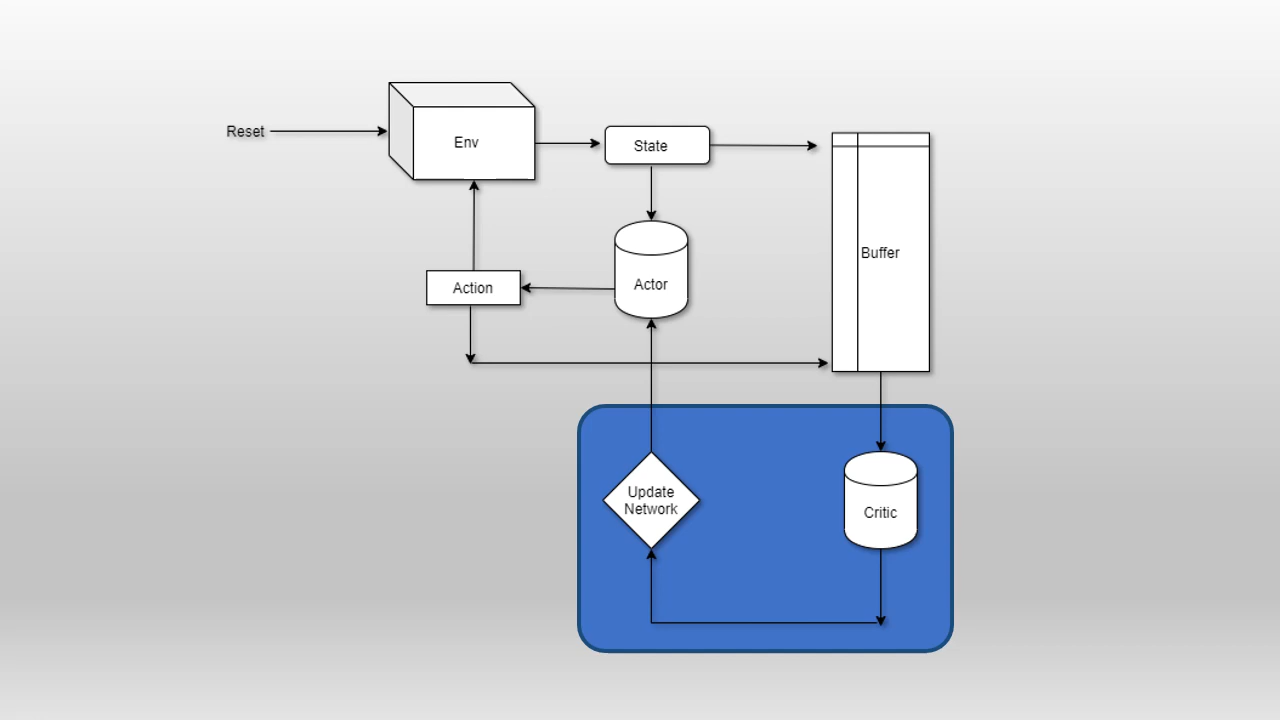 Reset
Env
State
Buffer
Actor
Action
Update
Network
Critic